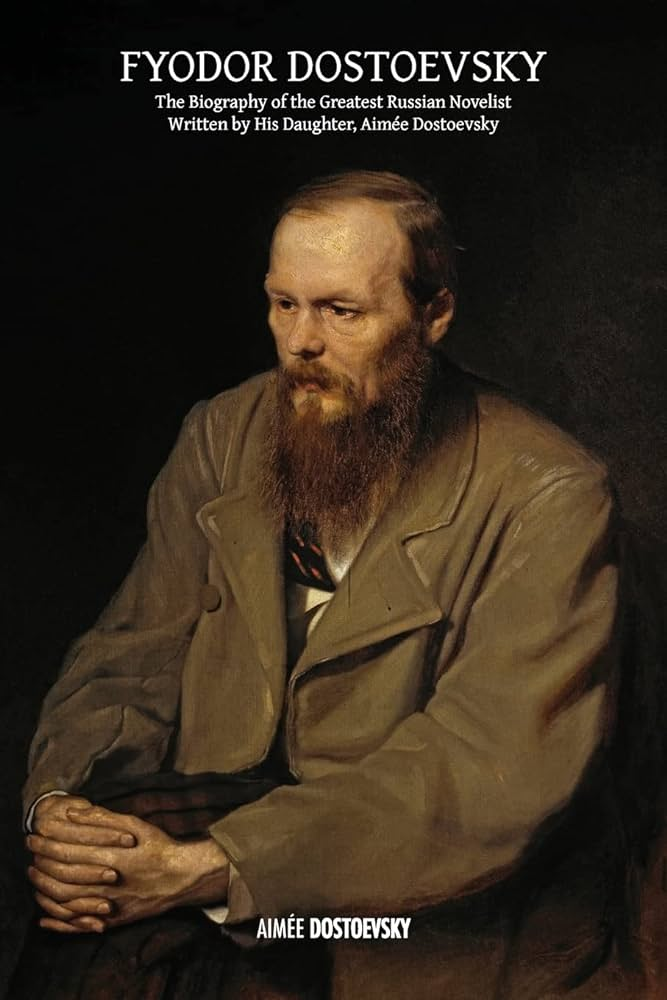 FYODOR DOSTOEVSKY
The Biography of the Greatest Russian Novelist
Written by His Daughter, Aimée Dostoevsky
AIMÉE DOSTOEVSKY